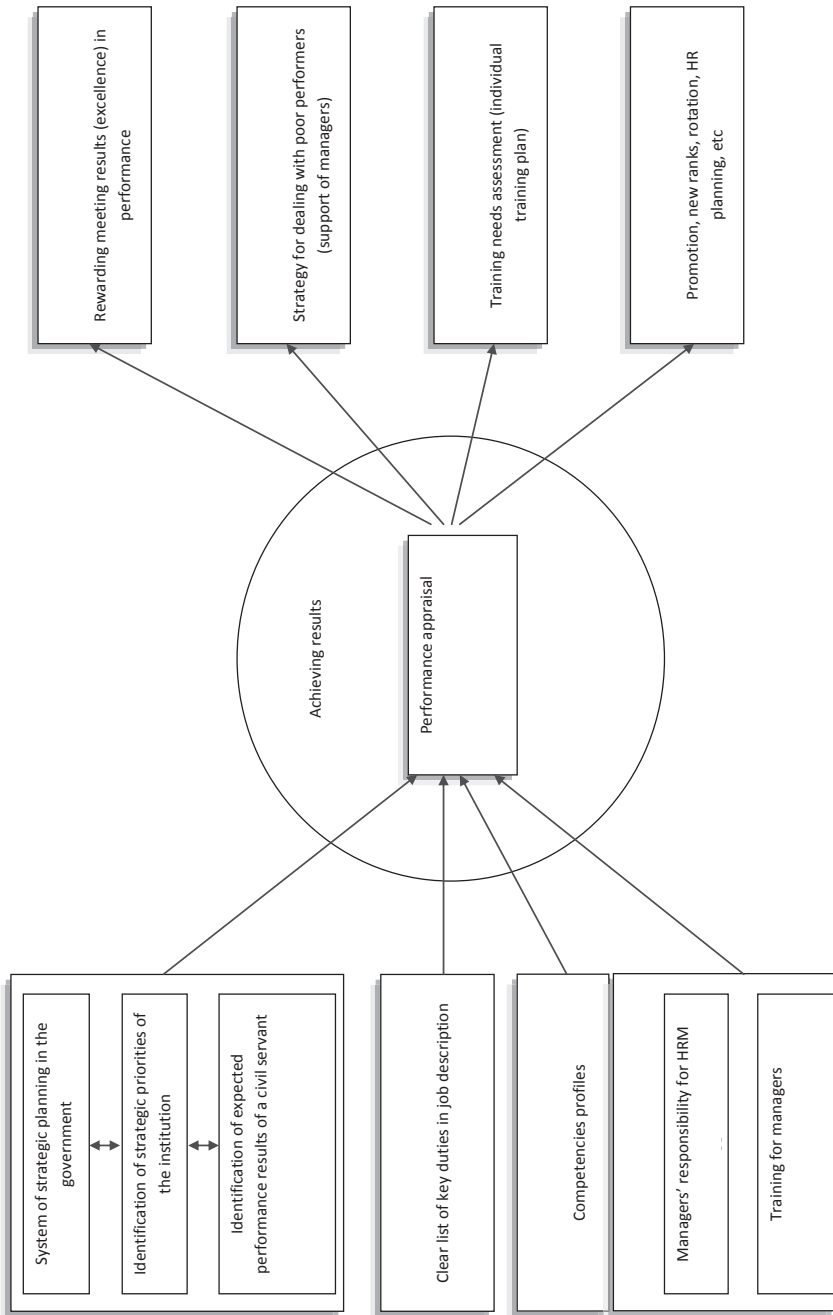 System of strategic planning in the
government
Identification of strategic priorities of
the institution
Identification of expected
performance results of a civil servant
Clear list of key duties in job description
Competencies profiles
Managers’ responsibility for HRM
Training for managers
Achieving results
Performance appraisal
Rewarding meeting results (excellence) in
performance
Strategy for dealing with poor performers
(support of managers)
Training needs assessment (individual
training plan)
Promotion, new ranks, rotation, HR
planning, etc